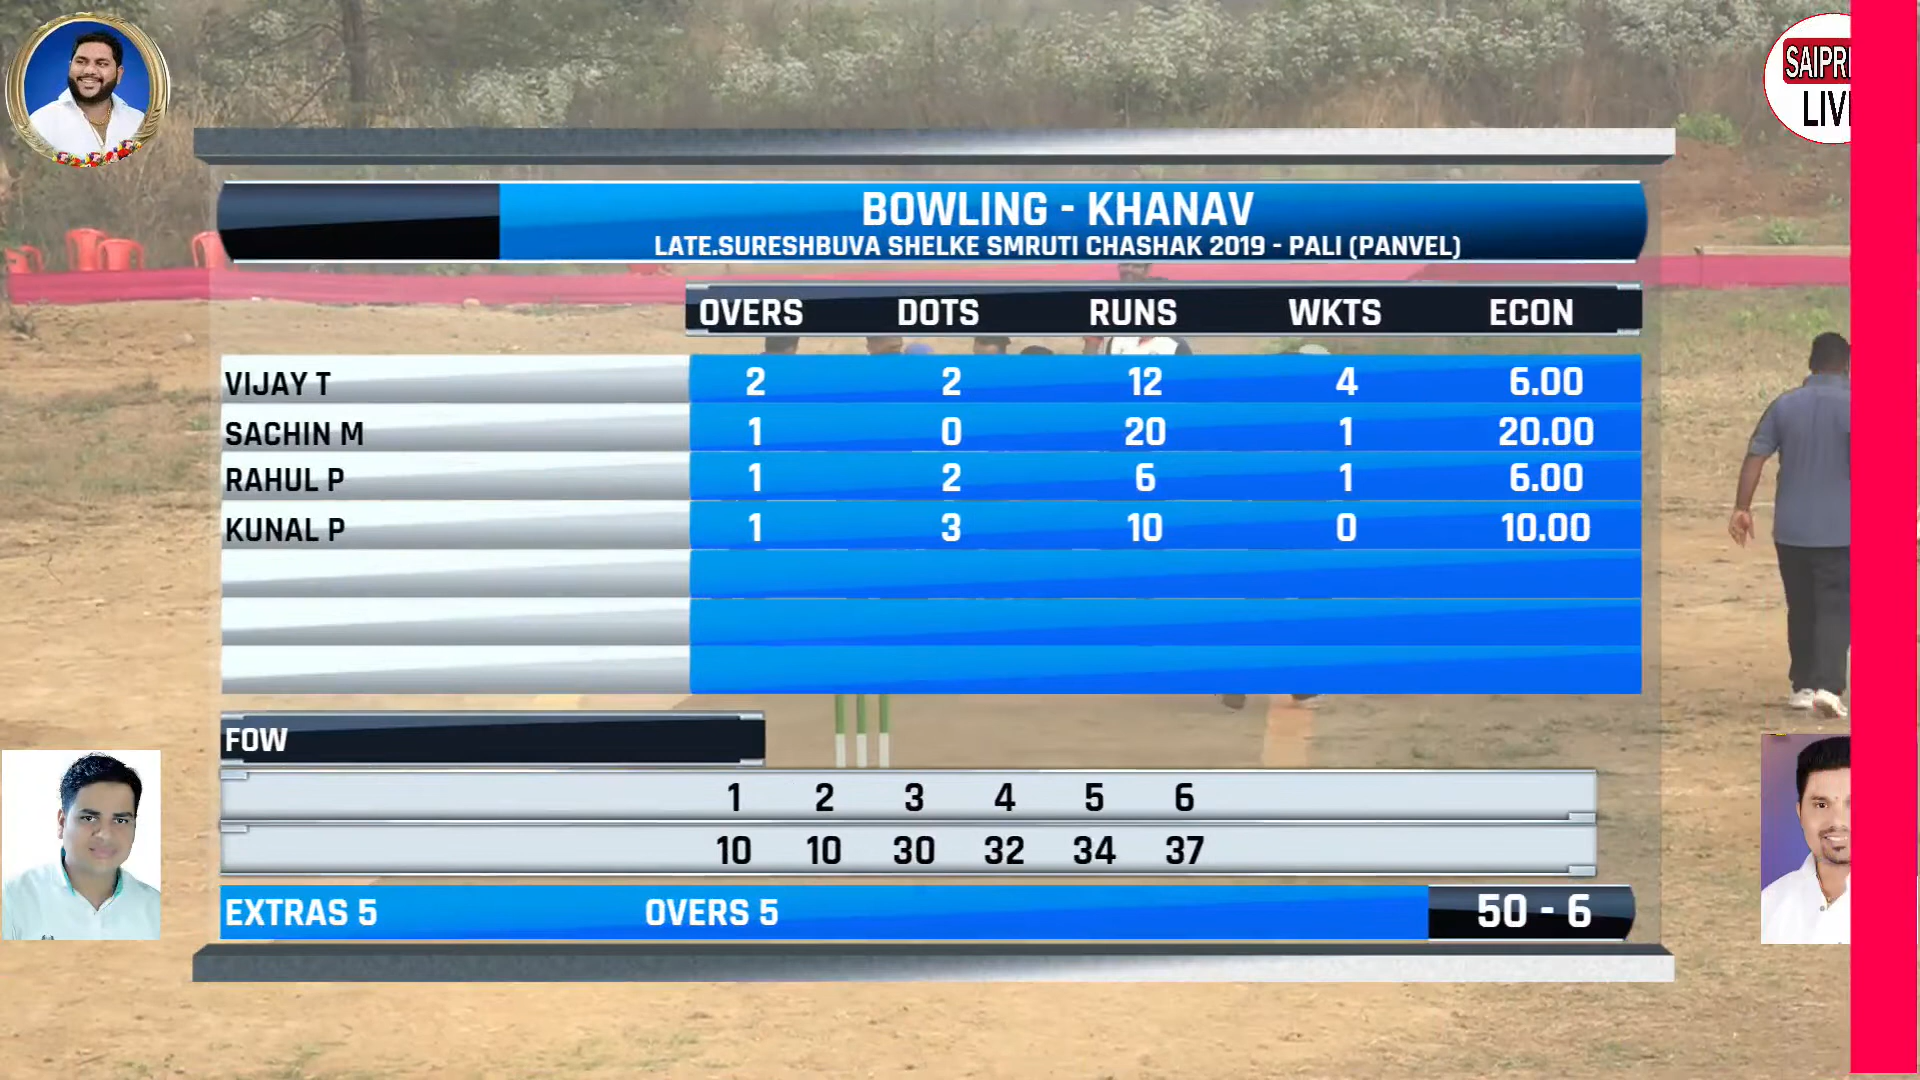 SAIPR
LIV
BOWLING - KHANAV
LATE.SURESHBUVA SHELKE SMRUTI CHASHAK 2019 - PALI (PANVEL)
OVERS DOTS RUNS WKTS ECON
VIJAY T 2 2 12 4 6.00
SACHIN M 1 0 20 1 20.00
RAHUL P 1 2 6 1 6.00
KUNAL P 1 3 10 0 10.00
FOW
1 2 3 4 5 6
10 10 30 32 34 37
EXTRAS 5 OVERS 5 50 - 6